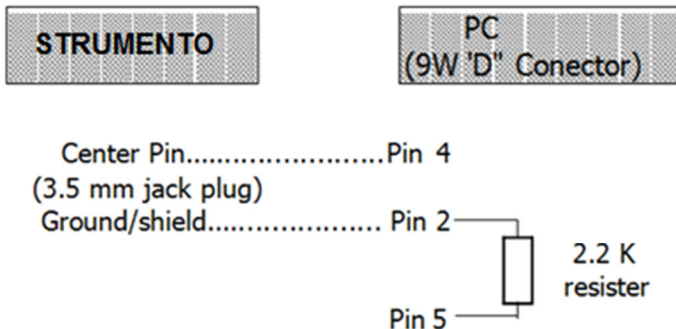 STRUMENTO
PC
(9W 'D" Conector)
Center Pin........................Pin 4
(3.5 mm jack plug)
Ground/shield..................... Pin 2
2.2 K
resister
Pin 5